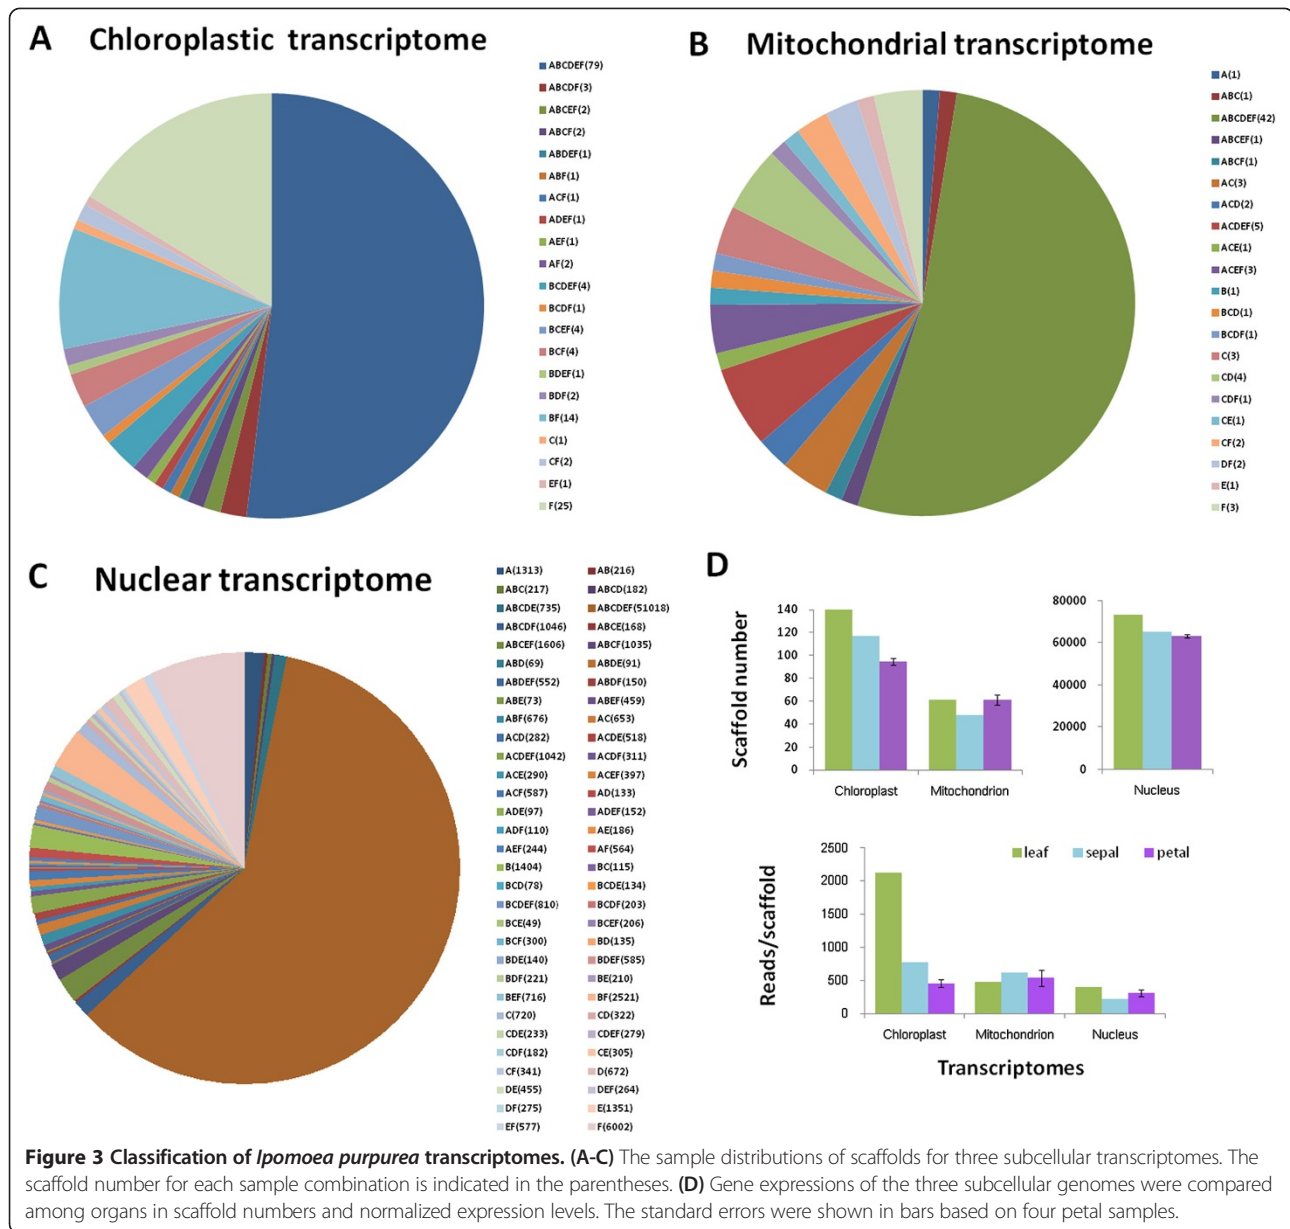 A Chloroplastic transcriptome
ABCDEF(79)
ABCDF(3)
ABCEF(2)
ABCF(2)
ABDEF(1)
ABF(1)
ACF(1)
ADEF(1)
AEF(1)
AF(2)
BCDEF(4)
BCDF(1)
BCEF(4)
BCF(4)
BDEF(1)
BDF(2)
BF(14)
C(1)
CF(2)
EF(1)
F(25)
B Mitochondrial transcriptome
A(1)
ABC(1)
ABCDEF(42)
ABCEF(1)
ABCF(1)
AC(3)
ACD(2)
ACDEF(5)
ACE(1)
ACEF(3)
B(1)
BCD(1)
BCDF(1)
C(3)
CD(4)
CDF(1)
CE(1)
CF(2)
DF(2)
E(1)
F(3)
C Nuclear transcriptome
A(1313) AB(216)
ABC(217) ABCD(182)
ABCDE(735) ABCDEF(51018)
ABCDF(1046) ABCE(168)
ABCEF(1606) ABCF(1035)
ABD(69) ABDE(91)
ABDEF(552) ABDF(150)
ABE(73) ABEF(459)
ABF(676) AC(653)
ACD(282) ACDE(518)
ACDEF(1042) ACDF(311)
ACE(290) ACEF(397)
ACF(587) AD(133)
ADE(97) ADEF(152)
ADF(110) AE(186)
AEF(244) AF(564)
B(1404) BC(115)
BCD(78) BCDE(134)
BCDEF(810) BCDF(203)
BCE(49) BCEF(206)
BCF(300) BD(135)
BDE(140) BDEF(585)
BDF(221) BE(210)
BEF(716) BF(2521)
C(720) CD(322)
CDE(233) CDEF(279)
CDF(182) CE(305)
CF(341) D(672)
DE(455) DEF(264)
DF(275) E(1351)
EF(577) F(6002)
D
Scaffold number
140
120
100
80
60
40
20
0
Chloroplast Mitochondrion
80000
60000
40000
20000
0
Nucleus
Reads/scaffold
2500
2000
1500
1000
500
0
leaf sepal petal
Chloroplast Mitochondrion Nucleus
Transcriptomes
Figure 3 Classification of Ipomoea purpurea transcriptomes. (A-C) The sample distributions of scaffolds for three subcellular transcriptomes. The
scaffold number for each sample combination is indicated in the parentheses. (D) Gene expressions of the three subcellular genomes were compared
among organs in scaffold numbers and normalized expression levels. The standard errors were shown in bars based on four petal samples.